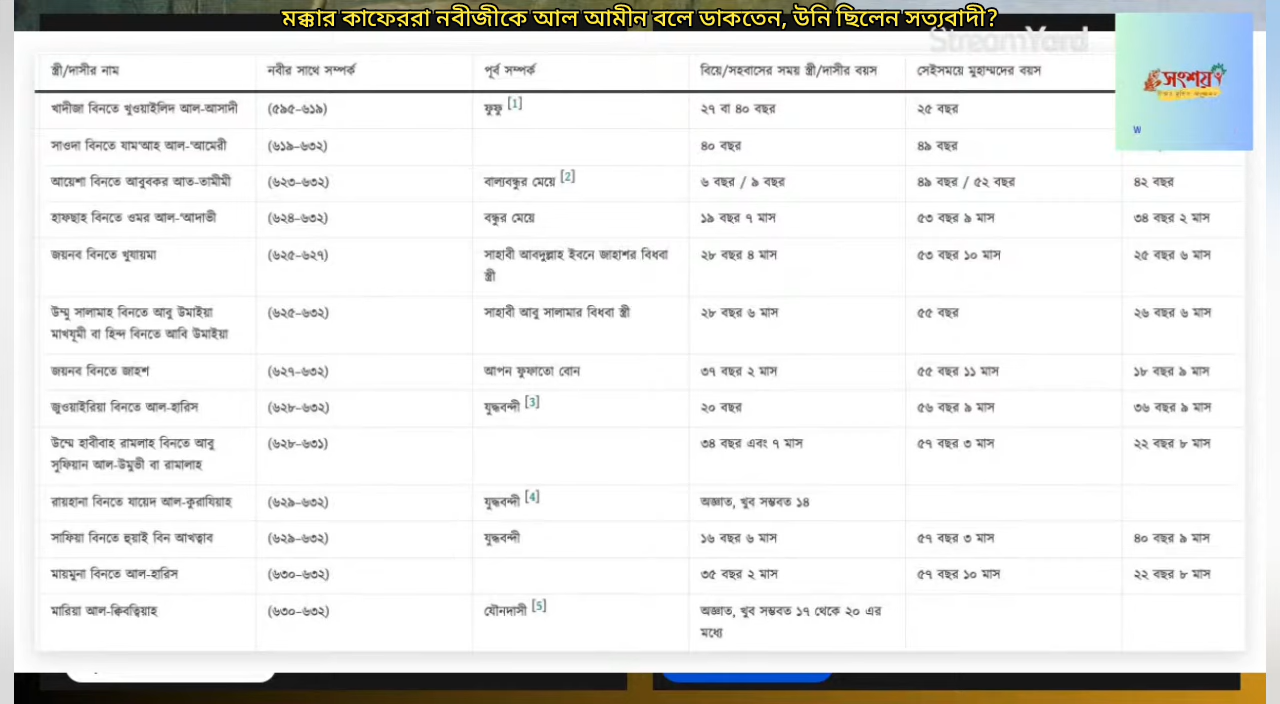 মক্কার কাফেররা নবীজীকে আল আমীন বলে ডাকতেন, উনি ছিলেন সত্যবাদী?
StreamYard
সংশয়
W
স্ত্রী/দাসীর নাম নবীর সাথে সম্পর্ক পূর্ব সম্পর্ক বিয়ে/সহবাসের সময় স্ত্রী/দাসীর বয়স সেইসময়ে মুহাম্মদের বয়স
খাদীজা বিনতে খুওয়াইলিদ আল-আসাদী (৫৯৫-৬১৯) ফুফু [1] ২৭ বা ৪০ বছর ২৫ বছর
সাওদা বিনতে যাম'আহ আল-'আমেরী (৬১৯-৬৩২) ৪০ বছর ৪৯ বছর
আয়েশা বিনতে আবুবকর আত-তামীমী (৬২৩-৬৩২) বাল্যবন্ধুর মেয়ে [2] ৬ বছর / ৯ বছর ৪৯ বছর / ৫২ বছর ৪২ বছর
হাফছাহ বিনতে ওমর আল-'আদাভী (৬২৪-৬৩২) বন্ধুর মেয়ে ১৯ বছর ৭ মাস ৫৩ বছর ৯ মাস ৩৪ বছর ২ মাস
জয়নব বিনতে খুযায়মা (৬২৫-৬২৭) সাহাবী আবদুল্লাহ ইবনে জাহাশর বিধবা ২৮ বছর ৪ মাস ৫৩ বছর ১০ মাস ২৫ বছর ৬ মাস
স্ত্রী
উম্মু সালামাহ বিনতে আবু উমাইয়া (৬২৫-৬৩২) সাহাবী আবু সালামার বিধবা স্ত্রী ২৮ বছর ৬ মাস ৫৫ বছর ২৬ বছর ৬ মাস
মাখযূমী বা হিন্দ বিনতে আবি উমাইয়া
জয়নব বিনতে জাহশ (৬২৭-৬৩২) আপন ফুফাতো বোন ৩৭ বছর ২ মাস ৫৫ বছর ১১ মাস ১৮ বছর ৯ মাস
জুওয়াইরিয়া বিনতে আল-হারিস (৬২৮-৬৩২) যুদ্ধবন্দী [3] ২০ বছর ৫৬ বছর ৯ মাস ৩৬ বছর ৯ মাস
উম্মে হাবীবাহ রামলাহ বিনতে আবু (৬২৮-৬৩১) ৩৪ বছর এবং ৭ মাস ৫৭ বছর ৩ মাস ২২ বছর ৮ মাস
সুফিয়ান আল-উমুভী বা রামালাহ
রায়হানা বিনতে যায়েদ আল-কুরাযিয়াহ (৬২৯-৬৩২) যুদ্ধবন্দী [4] অজ্ঞাত, খুব সম্ভবত ১৪
সাফিয়া বিনতে হুয়াই বিন আখত্বাব (৬২৯-৬৩২) যুদ্ধবন্দী ১৬ বছর ৬ মাস ৫৭ বছর ৩ মাস ৪০ বছর ৯ মাস
মায়মুনা বিনতে আল-হারিস (৬৩০-৬৩২) ৩৫ বছর ২ মাস ৫৭ বছর ১০ মাস ২২ বছর ৮ মাস
মারিয়া আল-ক্বিবত্বিয়াহ (৬৩০-৬৩২) যৌনদাসী [5] অজ্ঞাত, খুব সম্ভবত ১৭ থেকে ২০ এর
মধ্যে